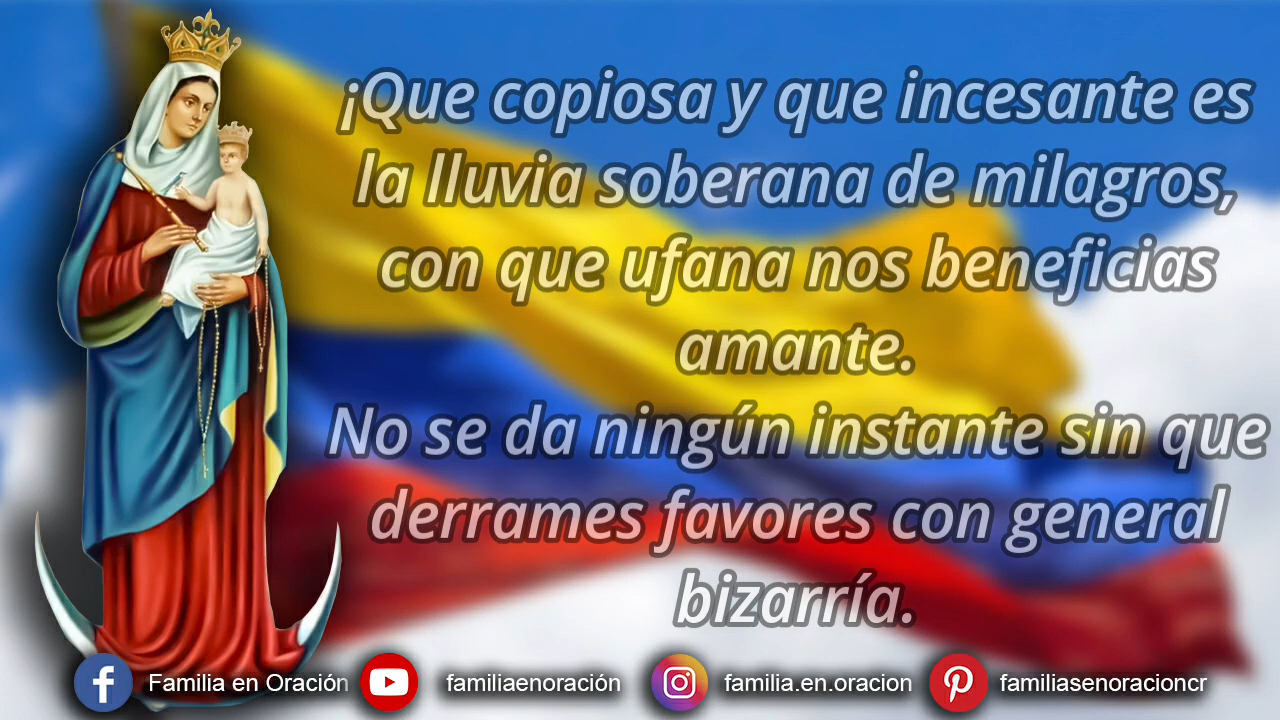 ¡Que copiosa y que incesante es
la lluvia soberana de milagros,
con que ufana nos beneficias
amante.
No se da ningún instante sin que
derrames favores con general
bizarría.
Familia en Oración familiaenoración familia.en.oracion familiasenoracioncr